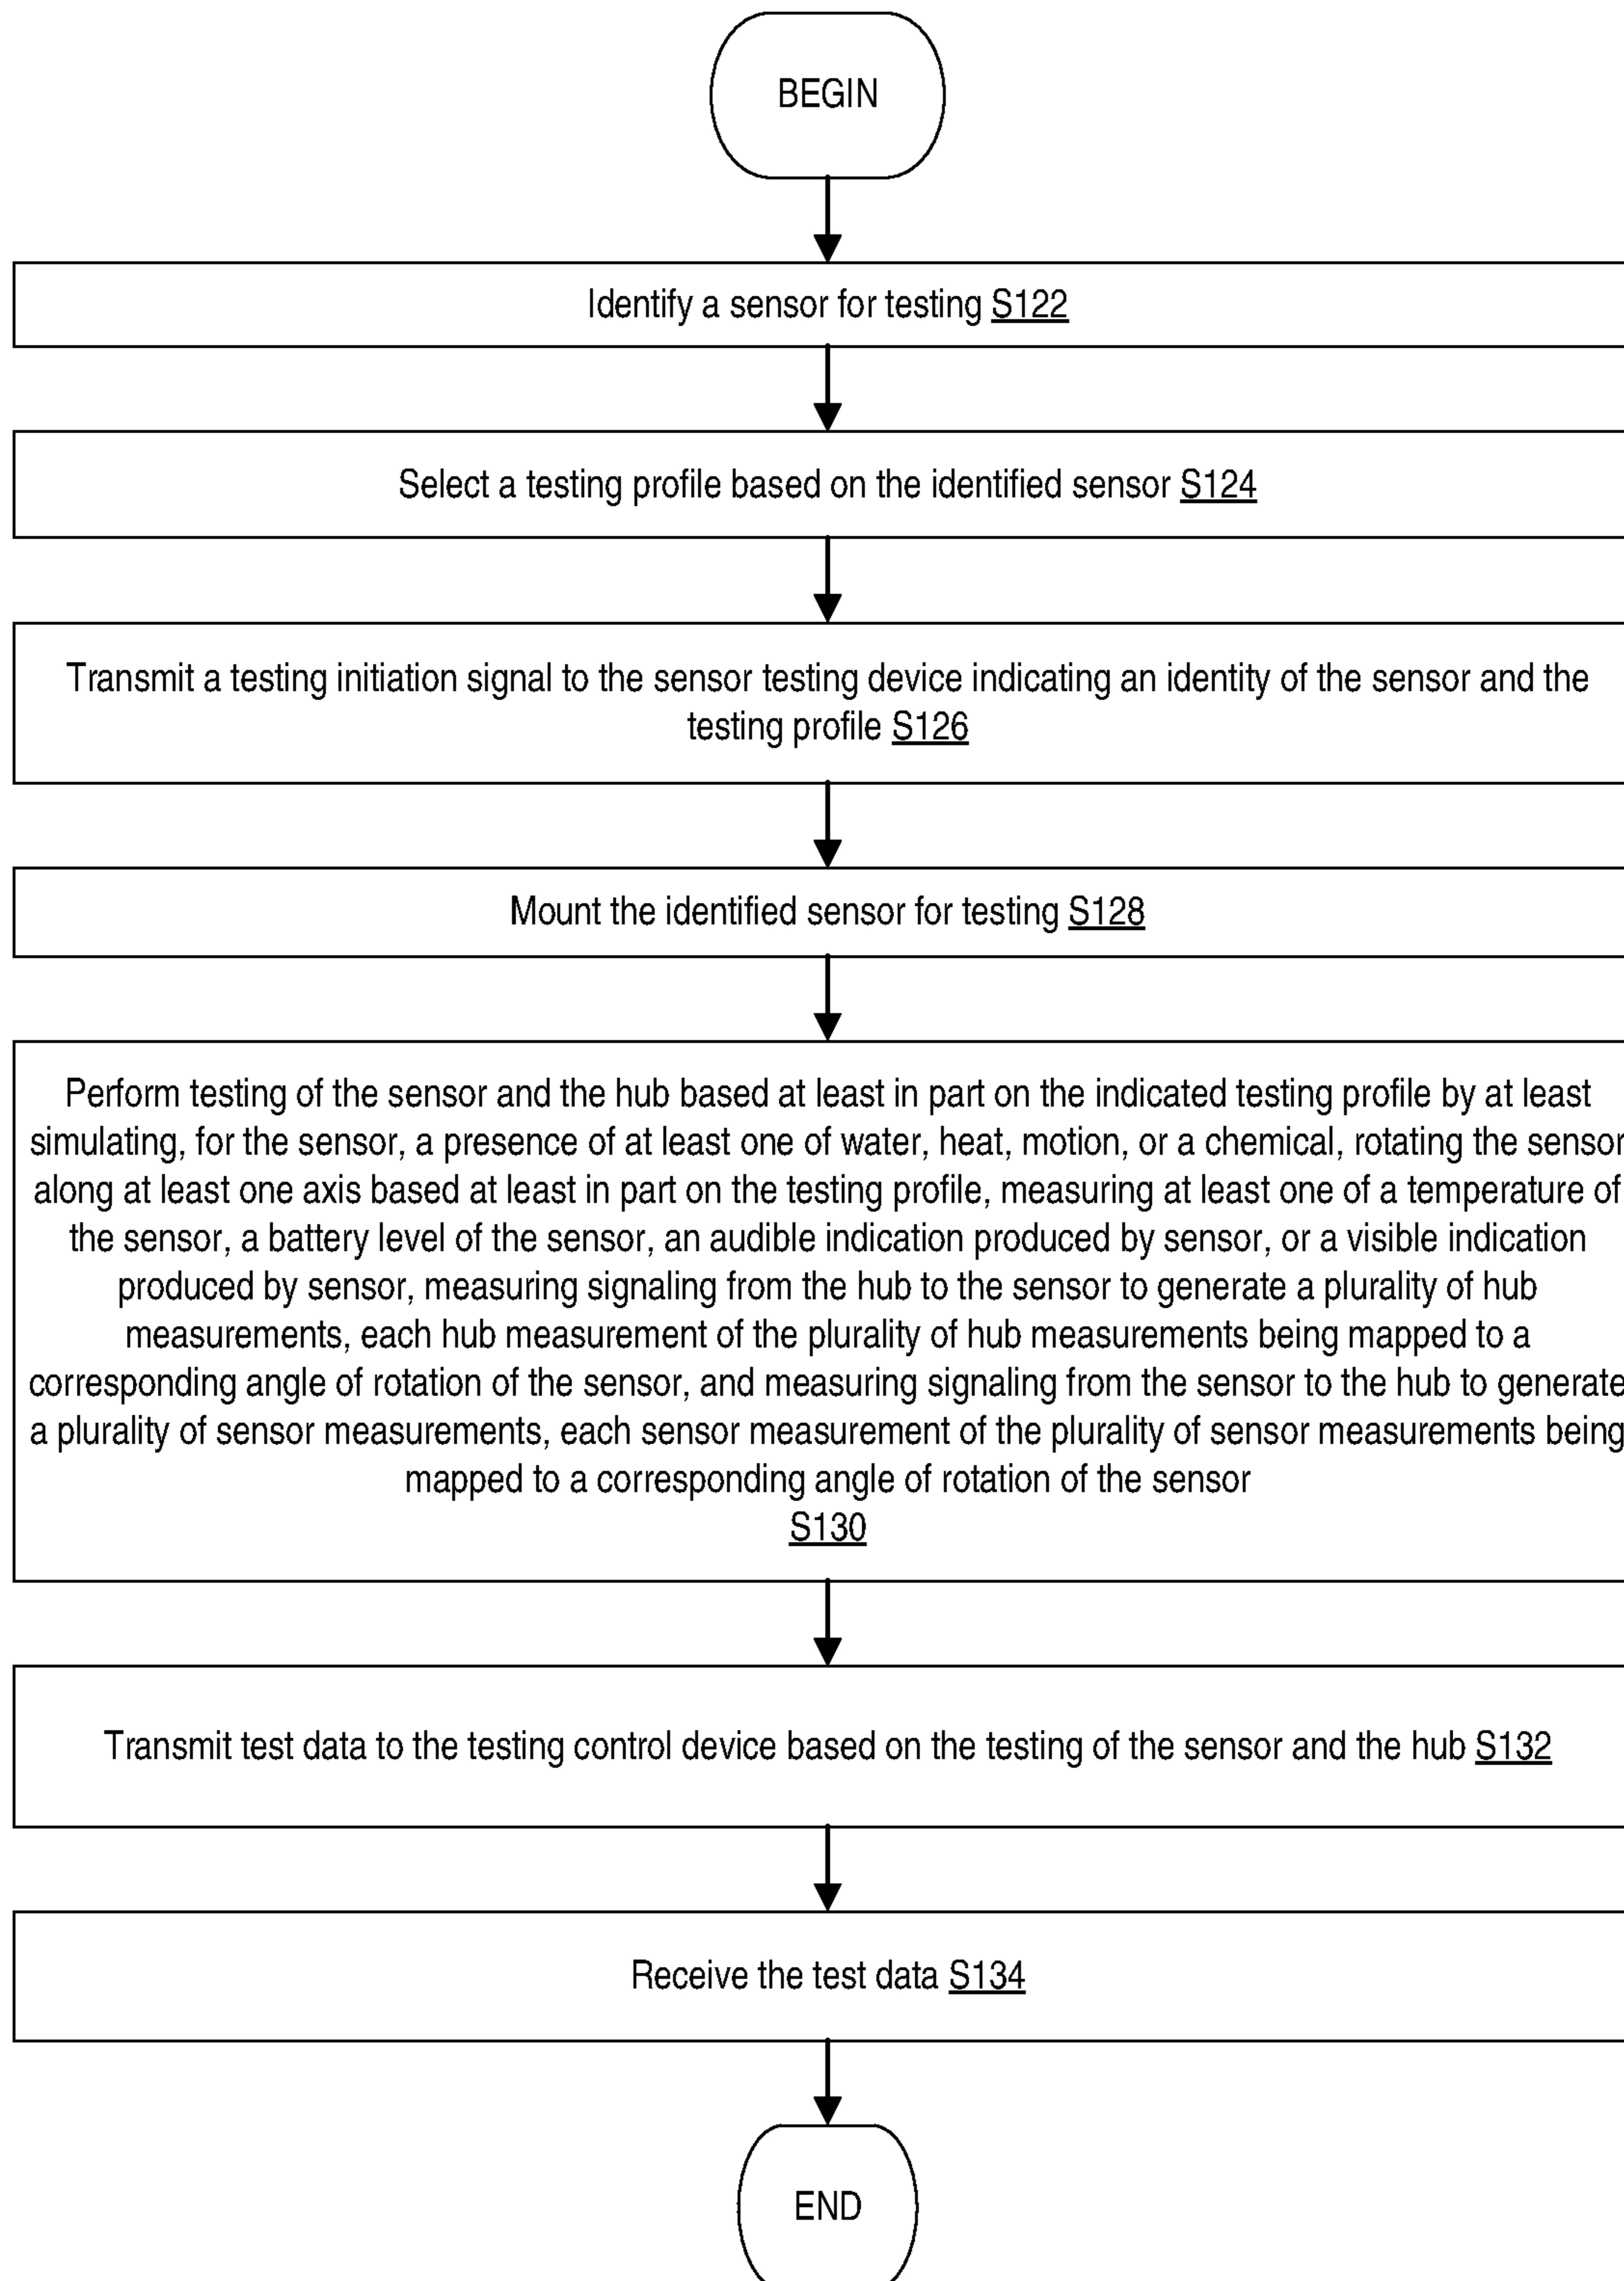 BEGIN
Identify a sensor for testing S122
Select a testing profile based on the identified sensor S124
Transmit a testing initiation signal to the sensor testing device indicating an identity of the sensor and the
testing profile S126
Mount the identified sensor for testing S128
Perform testing of the sensor and the hub based at least in part on the indicated testing profile by at least
simulating, for the sensor, a presence of at least one of water, heat, motion, or a chemical, rotating the sensor
along at least one axis based at least in part on the testing profile, measuring at least one of a temperature of
the sensor, a battery level of the sensor, an audible indication produced by sensor, or a visible indication
produced by sensor, measuring signaling from the hub to the sensor to generate a plurality of hub
measurements, each hub measurement of the plurality of hub measurements being mapped to a
corresponding angle of rotation of the sensor, and measuring signaling from the sensor to the hub to generate
a plurality of sensor measurements, each sensor measurement of the plurality of sensor measurements being
mapped to a corresponding angle of rotation of the sensor
S130
Transmit test data to the testing control device based on the testing of the sensor and the hub S132
Receive the test data S134
END